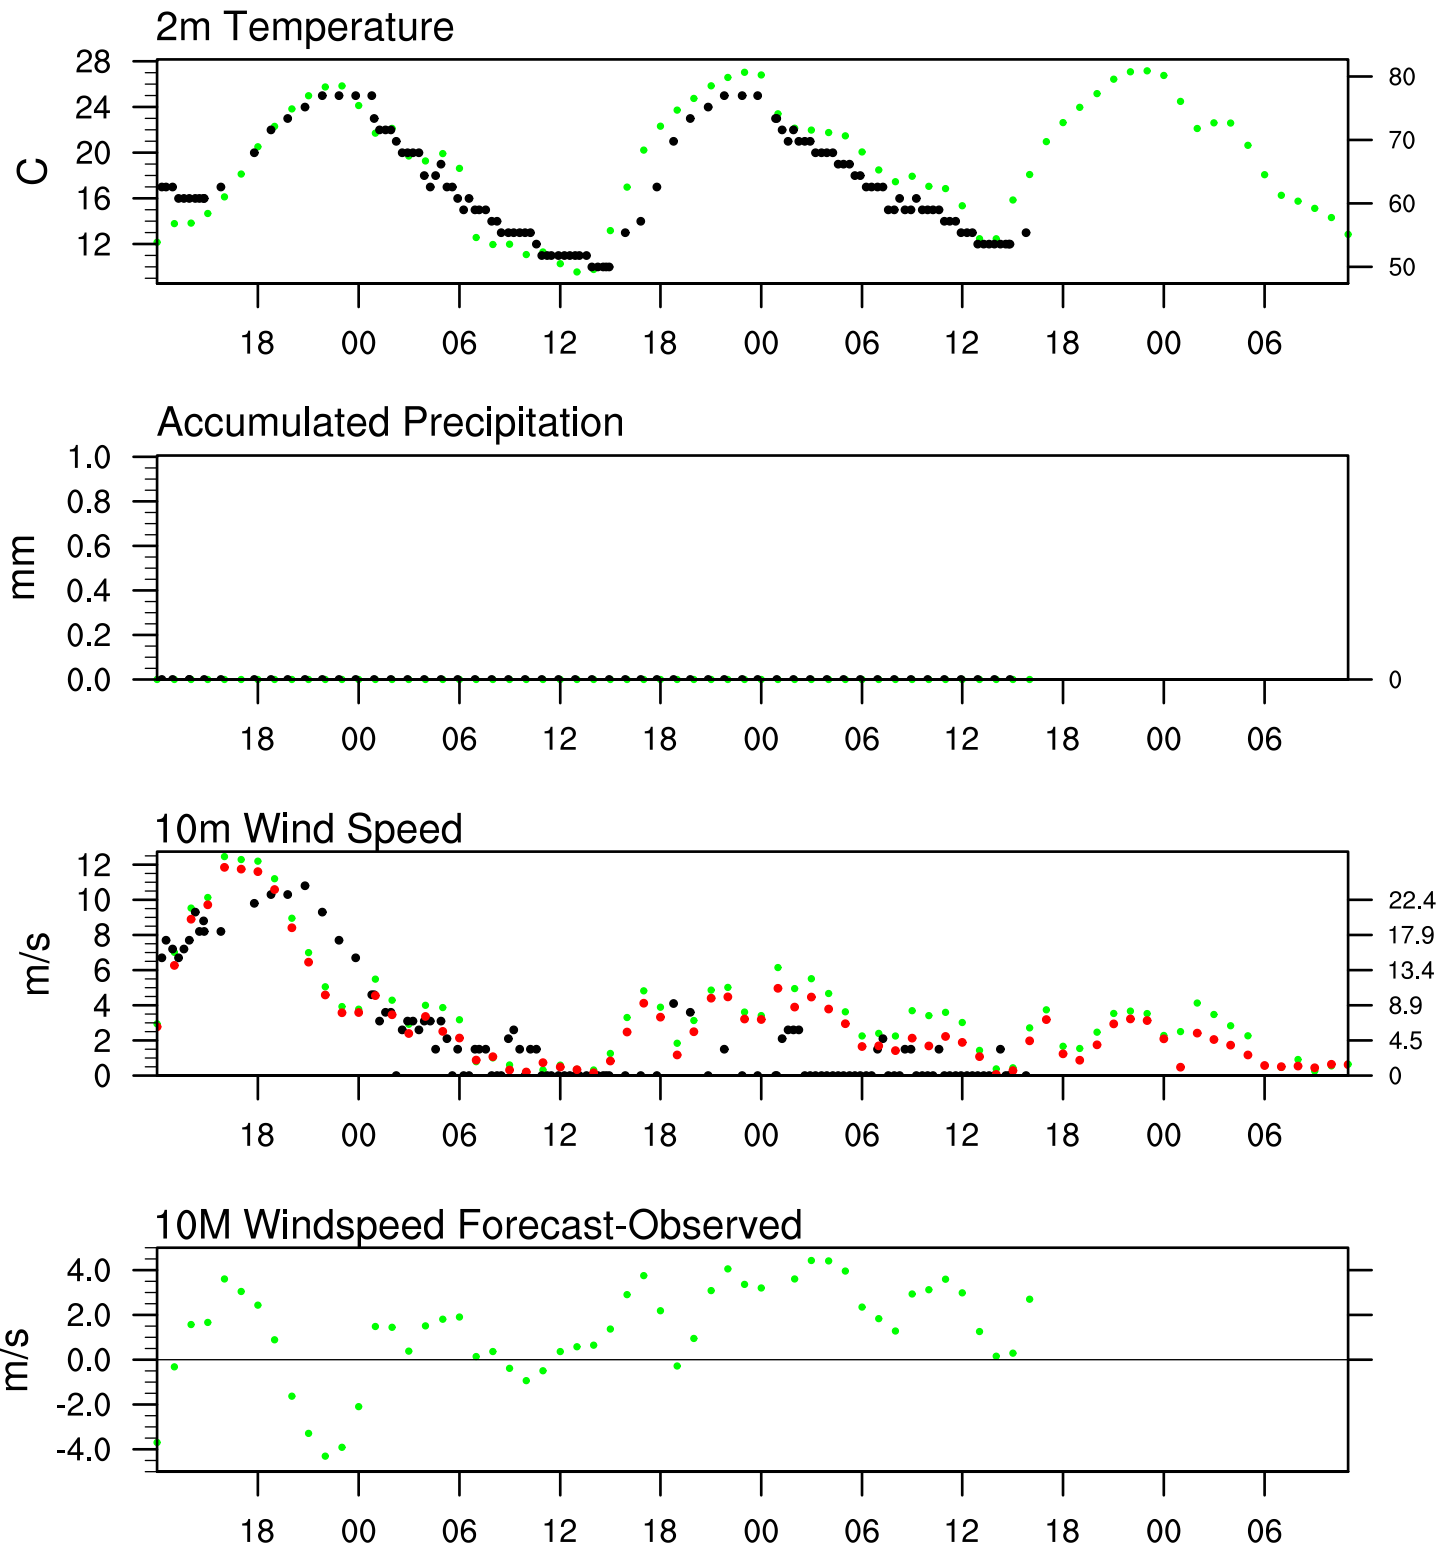 2m Temperature
28
24
20
16
12
C
80
70
60
50
18 00 06 12 18 00 06 12 18 00 06
Accumulated Precipitation
1.0
0.8
0.6
0.4
0.2
0.0
mm
0
18 00 06 12 18 00 06 12 18 00 06
10m Wind Speed
12
10
8
6
4
2
0
m/s
22.4
17.9
13.4
8.9
4.5
0
18 00 06 12 18 00 06 12 18 00 06
10M Windspeed Forecast-Observed
4.0
2.0
0.0
-2.0
-4.0
m/s
18 00 06 12 18 00 06 12 18 00 06